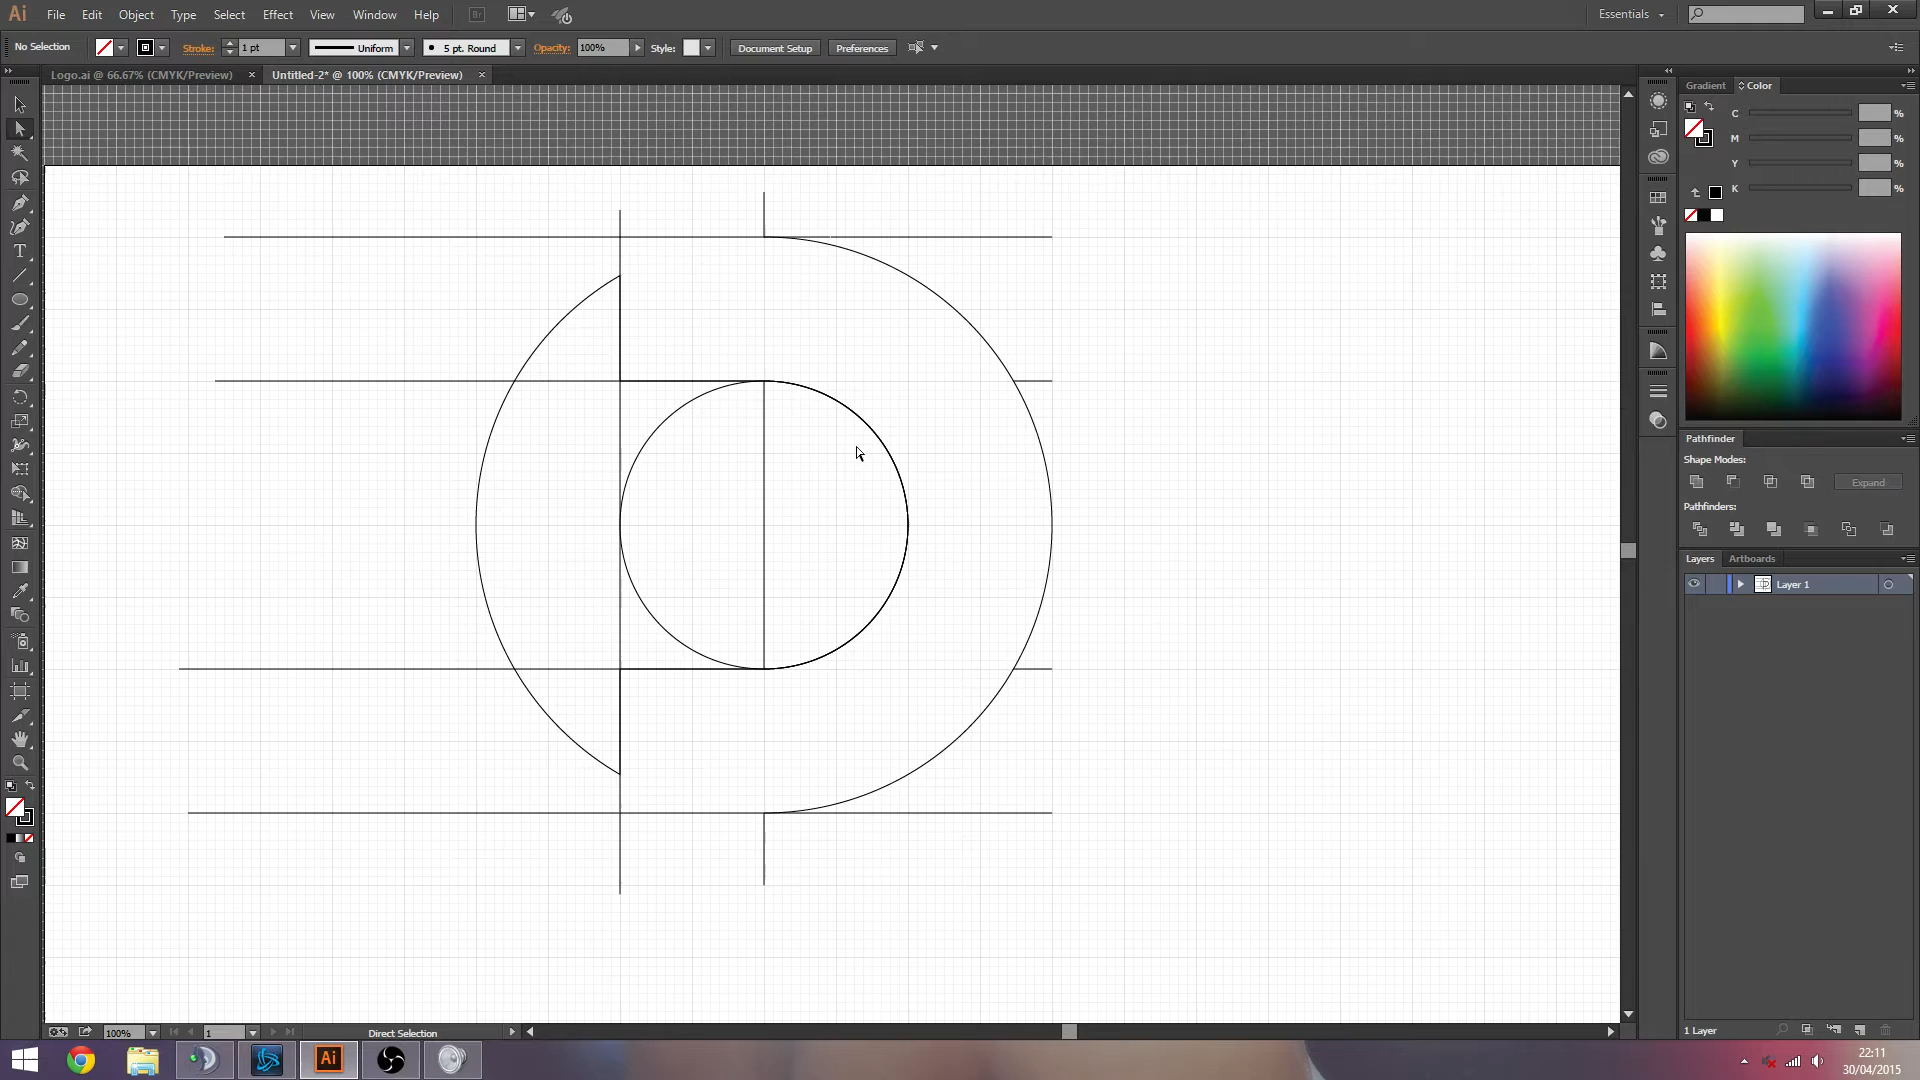 Ai File Edit Object Type Select Effect View Window Help Br Essentials
No Selection Stroke: 1 pt Uniform 5 pt. Round Opacity: 100% Style: Document Setup Preferences
Logo.ai @ 66.67% (CMYK/Preview) Untitled-2* @ 100% (CMYK/Preview)
Gradient Color
C %
M %
Y %
K %
Pathfinder
Shape Modes:
Expand
Pathfinders:
Layers Artboards
Layer 1
1 Layer
100% 1 Direct Selection
Ai
22:11
30/04/2015